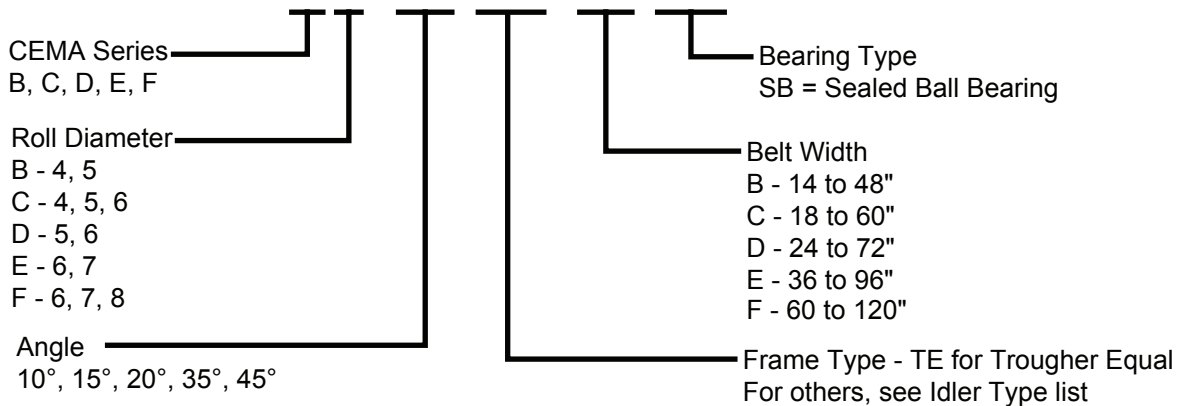 CEMA Series
B, C, D, E, F
Roll Diameter
B - 4, 5
C - 4, 5, 6
D - 5, 6
E - 6, 7
F - 6, 7, 8
Angle
10°, 15°, 20°, 35°, 45°
Bearing Type
SB = Sealed Ball Bearing
Belt Width
B - 14 to 48"
C - 18 to 60"
D - 24 to 72"
E - 36 to 96"
F - 60 to 120"
Frame Type - TE for Trougher Equal
For others, see Idler Type list